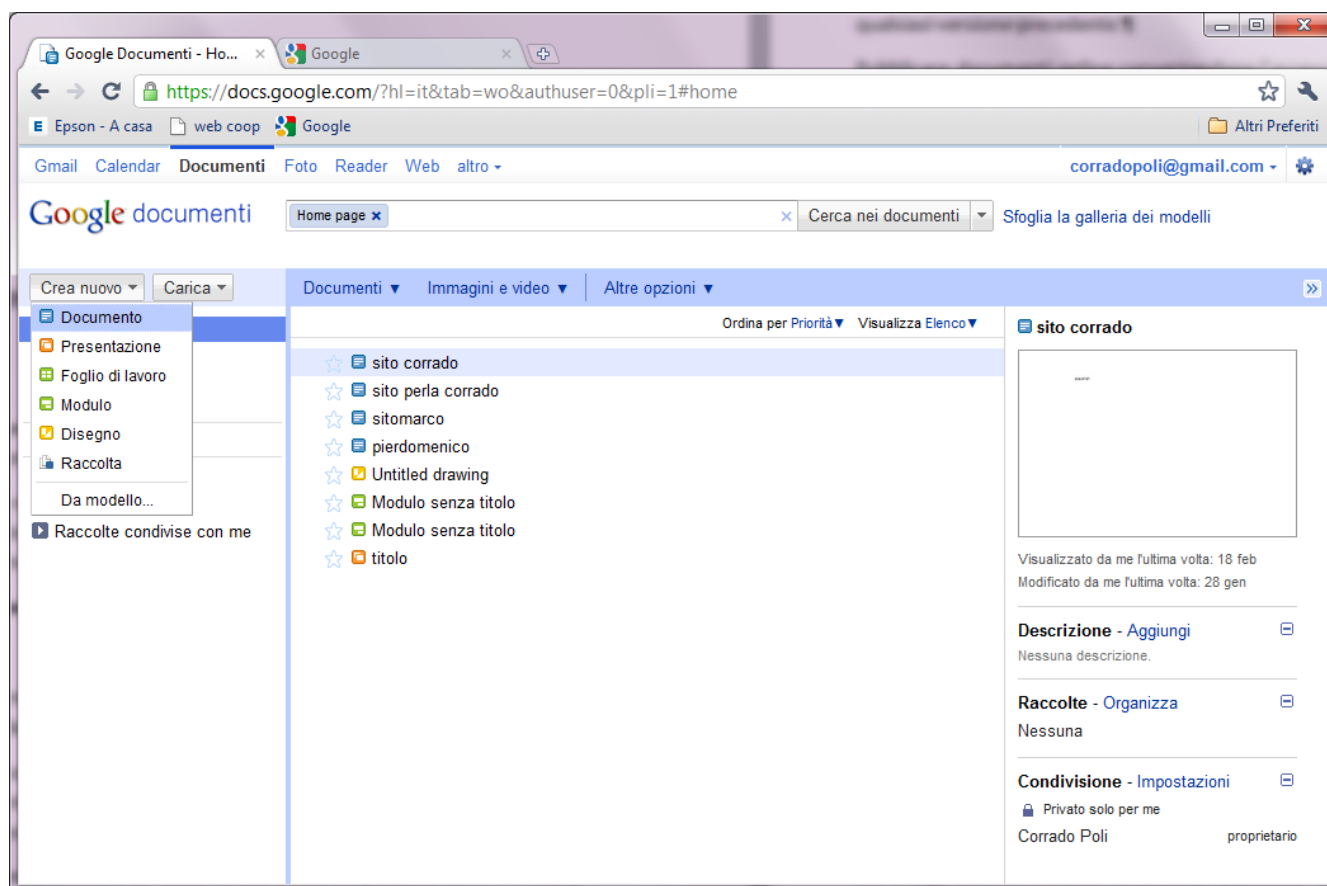 Google Documenti - Ho...
Google
https://docs.google.com/?hl=it&tab=wo&authuser=0&pli=1#home
Epson - A casa
web coop
Google
Altri Preferiti
Gmail Calendar Documenti Foto Reader Web altro
corradopoli@gmail.com
Google documenti
Home page
Cerca nei documenti
Sfoglia la galleria dei modelli
Crea nuovo
Carica
Documenti
Immagini e video
Altre opzioni
Documento
Presentazione
Foglio di lavoro
Modulo
Disegno
Raccolta
Da modello...
Raccolte condivise con me
Ordina per Priorità Visualizza Elenco
sito corrado
sito perla corrado
sitomarco
pierdomenico
Untitled drawing
Modulo senza titolo
Modulo senza titolo
titolo
sito corrado
Visualizzato da me l'ultima volta: 18 feb
Modificato da me l'ultima volta: 28 gen
Descrizione - Aggiungi
Nessuna descrizione.
Raccolte - Organizza
Nessuna
Condivisione - Impostazioni
Privato solo per me
Corrado Poli proprietario